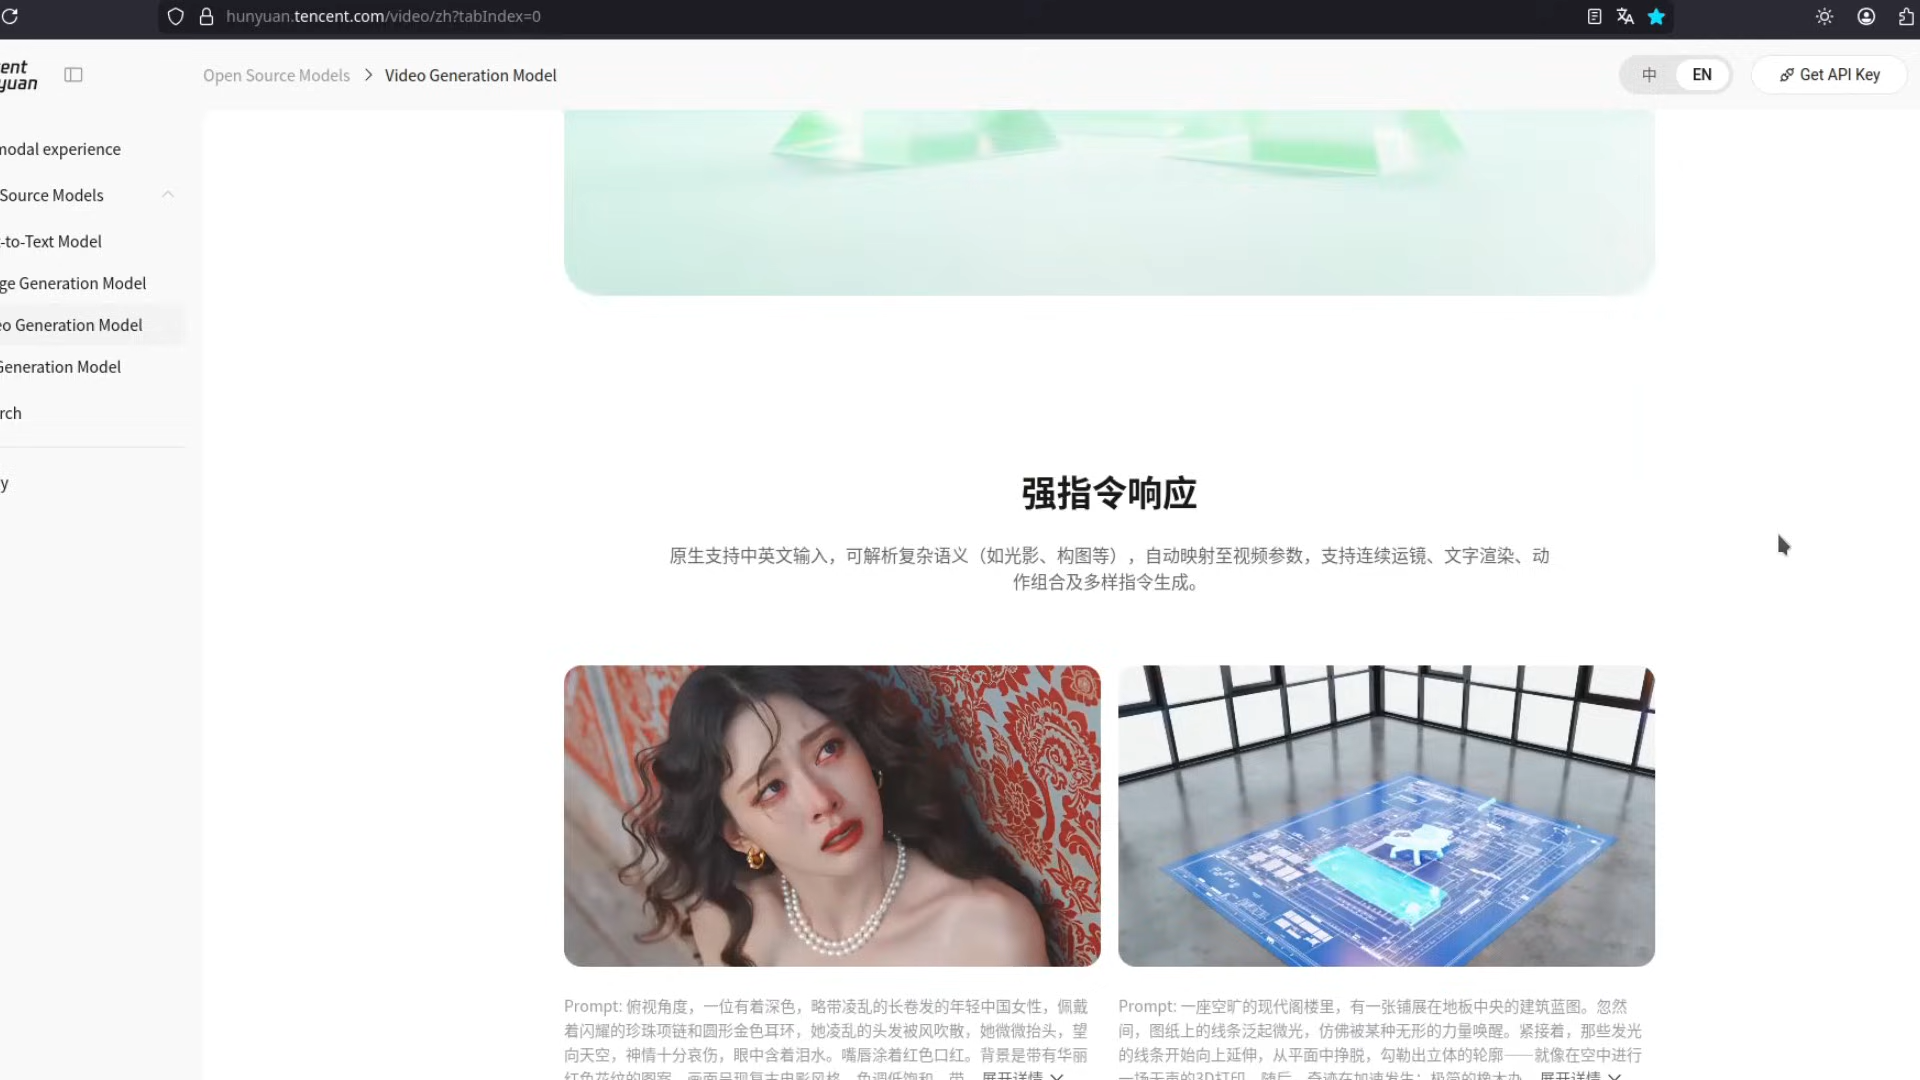 hunyuan.tencent.com/video/zh?tabIndex=0
ent
yuan
Open Source Models > Video Generation Model
中 EN
Get API Key
modal experience
Source Models
-to-Text Model
ge Generation Model
eo Generation Model
Generation Model
rch
y
强指令响应
原生支持中英文输入，可解析复杂语义（如光影、构图等），自动映射至视频参数，支持连续运镜、文字渲染、动
作组合及多样指令生成。
Prompt: 俯视角度，一位有着深色，略带凌乱的长卷发的年轻中国女性，佩戴
着闪耀的珍珠项链和圆形金色耳环，她凌乱的头发被风吹散，她微微抬头，望
向天空，神情十分哀伤，眼中含着泪水。嘴唇涂着红色口红。背景是带有华丽
红色花纹的图案。画面呈现复古电影风格，色调低饱和，带... 展开详情
Prompt: 一座空旷的现代阁楼里，有一张铺展在地板中央的建筑蓝图。忽然
间，图纸上的线条泛起微光，仿佛被某种无形的力量唤醒。紧接着，那些发光
的线条开始向上延伸，从平面中挣脱，勾勒出立体的轮廓——就像在空中进行
一场无声的3D打印。随后，奇迹在加速发生：极简的橡木办... 展开详情